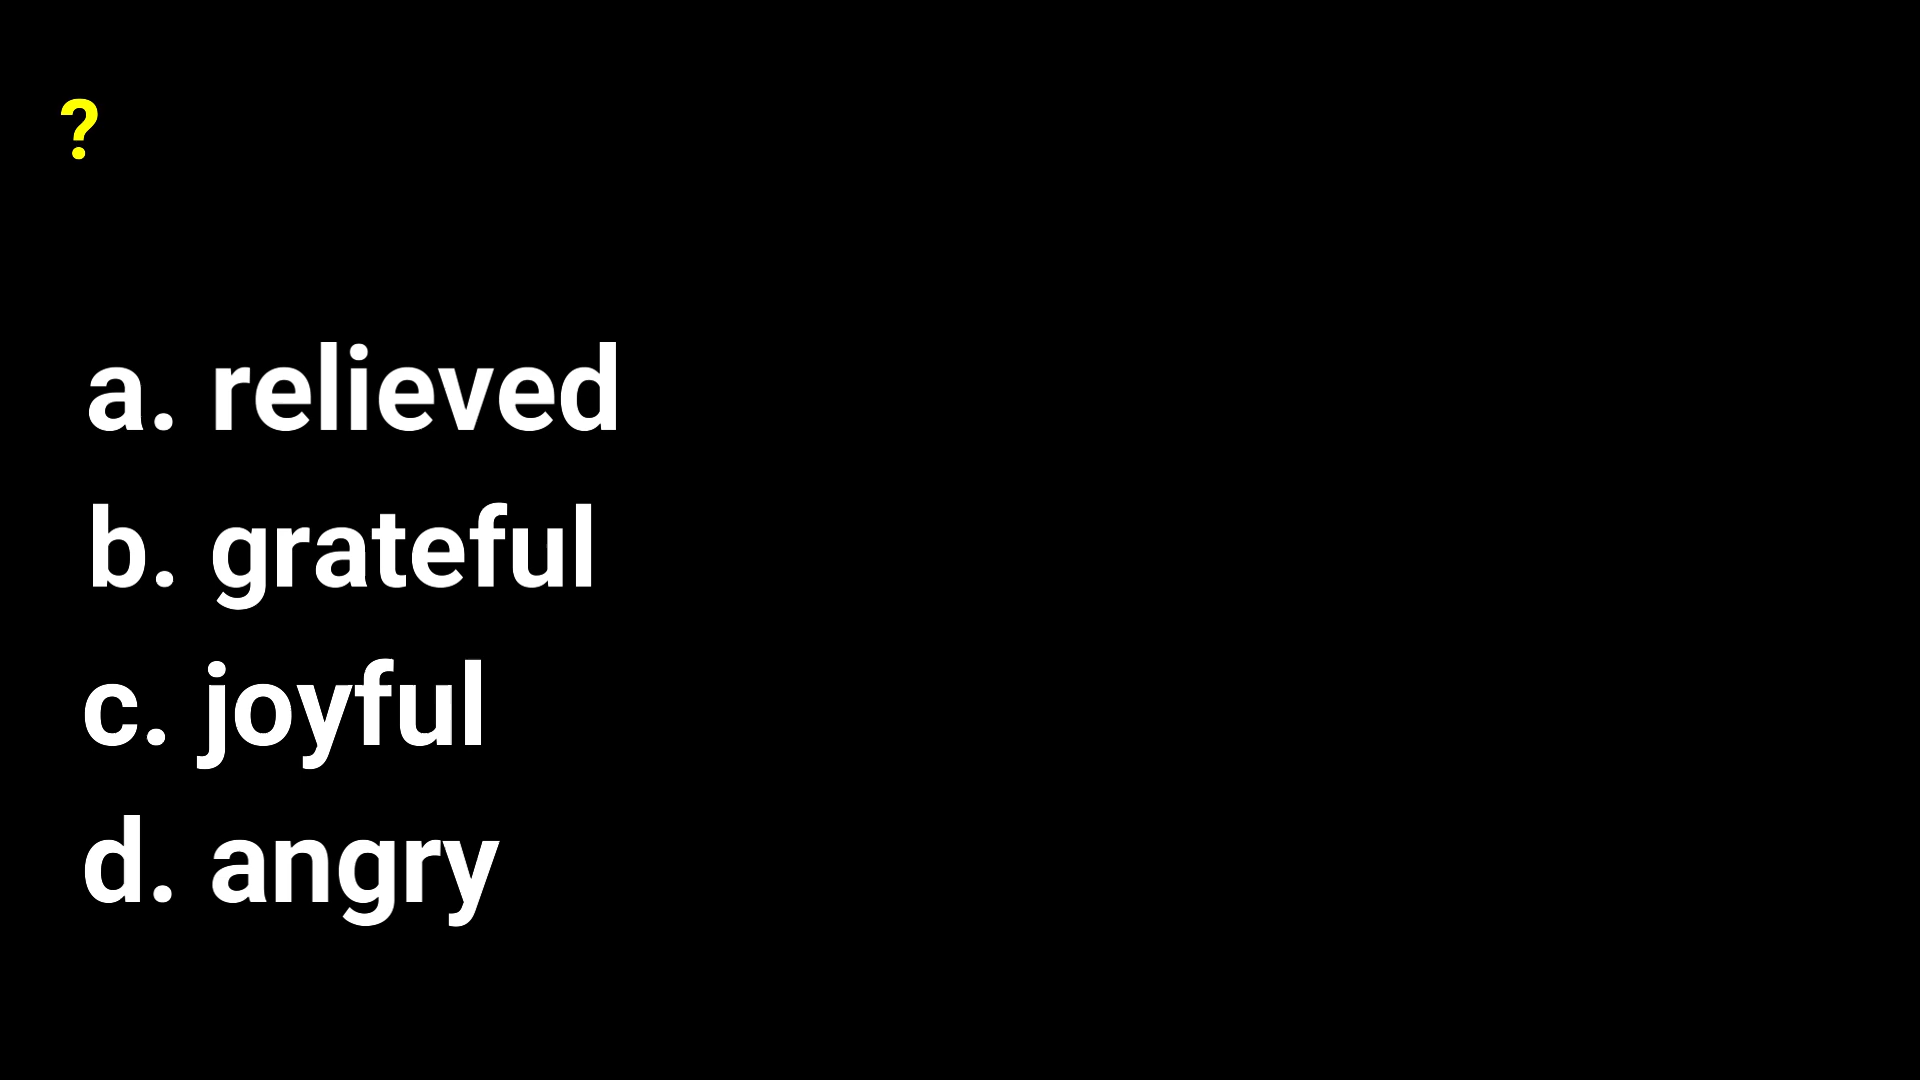 ?
a. relieved
b. grateful
c. joyful
d. angry